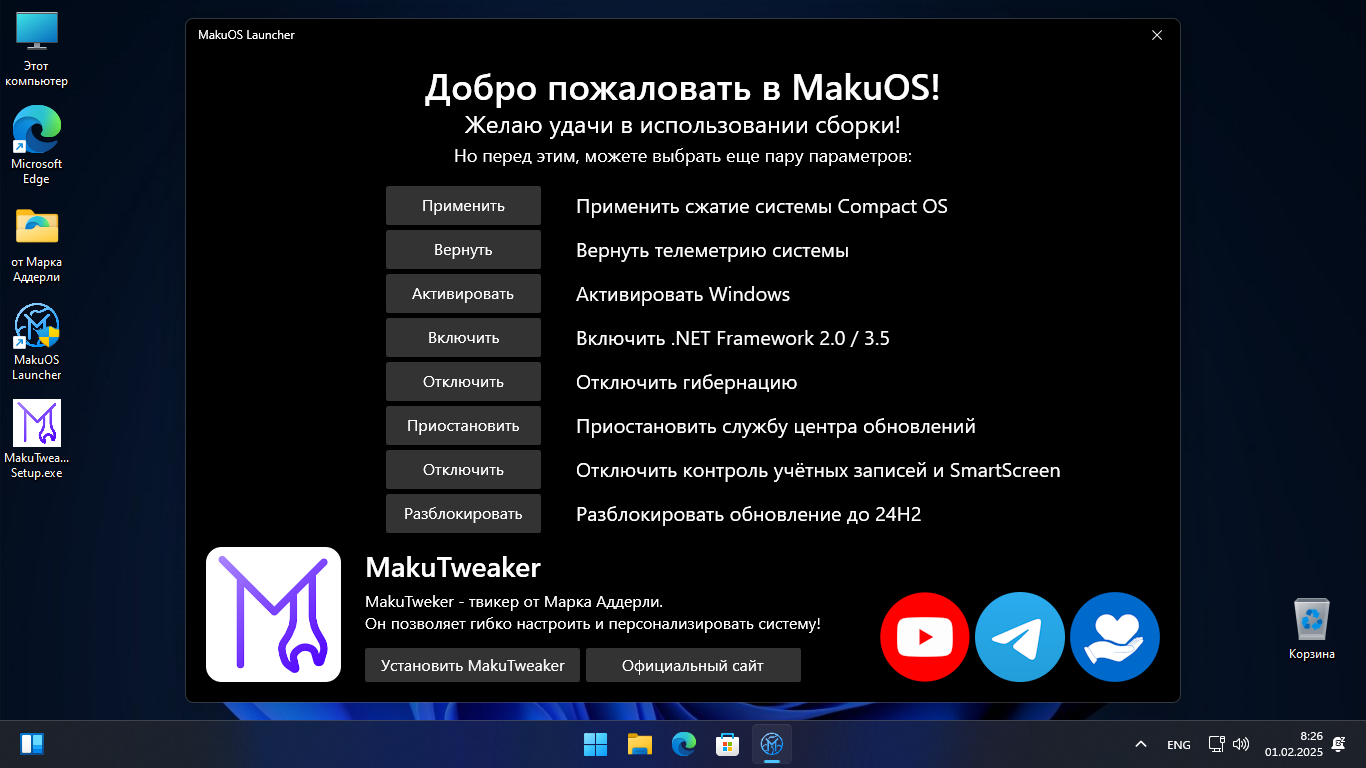 Этот
компьютер
Microsoft
Edge
от Марка
Аддерли
MakuOS
Launcher
MakuTwea...
Setup.exe
MakuOS Launcher
Добро пожаловать в MakuOS!
Желаю удачи в использовании сборки!
Но перед этим, можете выбрать еще пару параметров:
Применить Применить сжатие системы Compact OS
Вернуть Вернуть телеметрию системы
Активировать Активировать Windows
Включить Включить .NET Framework 2.0 / 3.5
Отключить Отключить гибернацию
Приостановить Приостановить службу центра обновлений
Отключить Отключить контроль учётных записей и SmartScreen
Разблокировать Разблокировать обновление до 24H2
MakuTweaker
MakuTweker - твикер от Марка Аддерли.
Он позволяет гибко настроить и персонализировать систему!
Установить MakuTweaker Официальный сайт
Корзина
ENG
8:26
01.02.2025